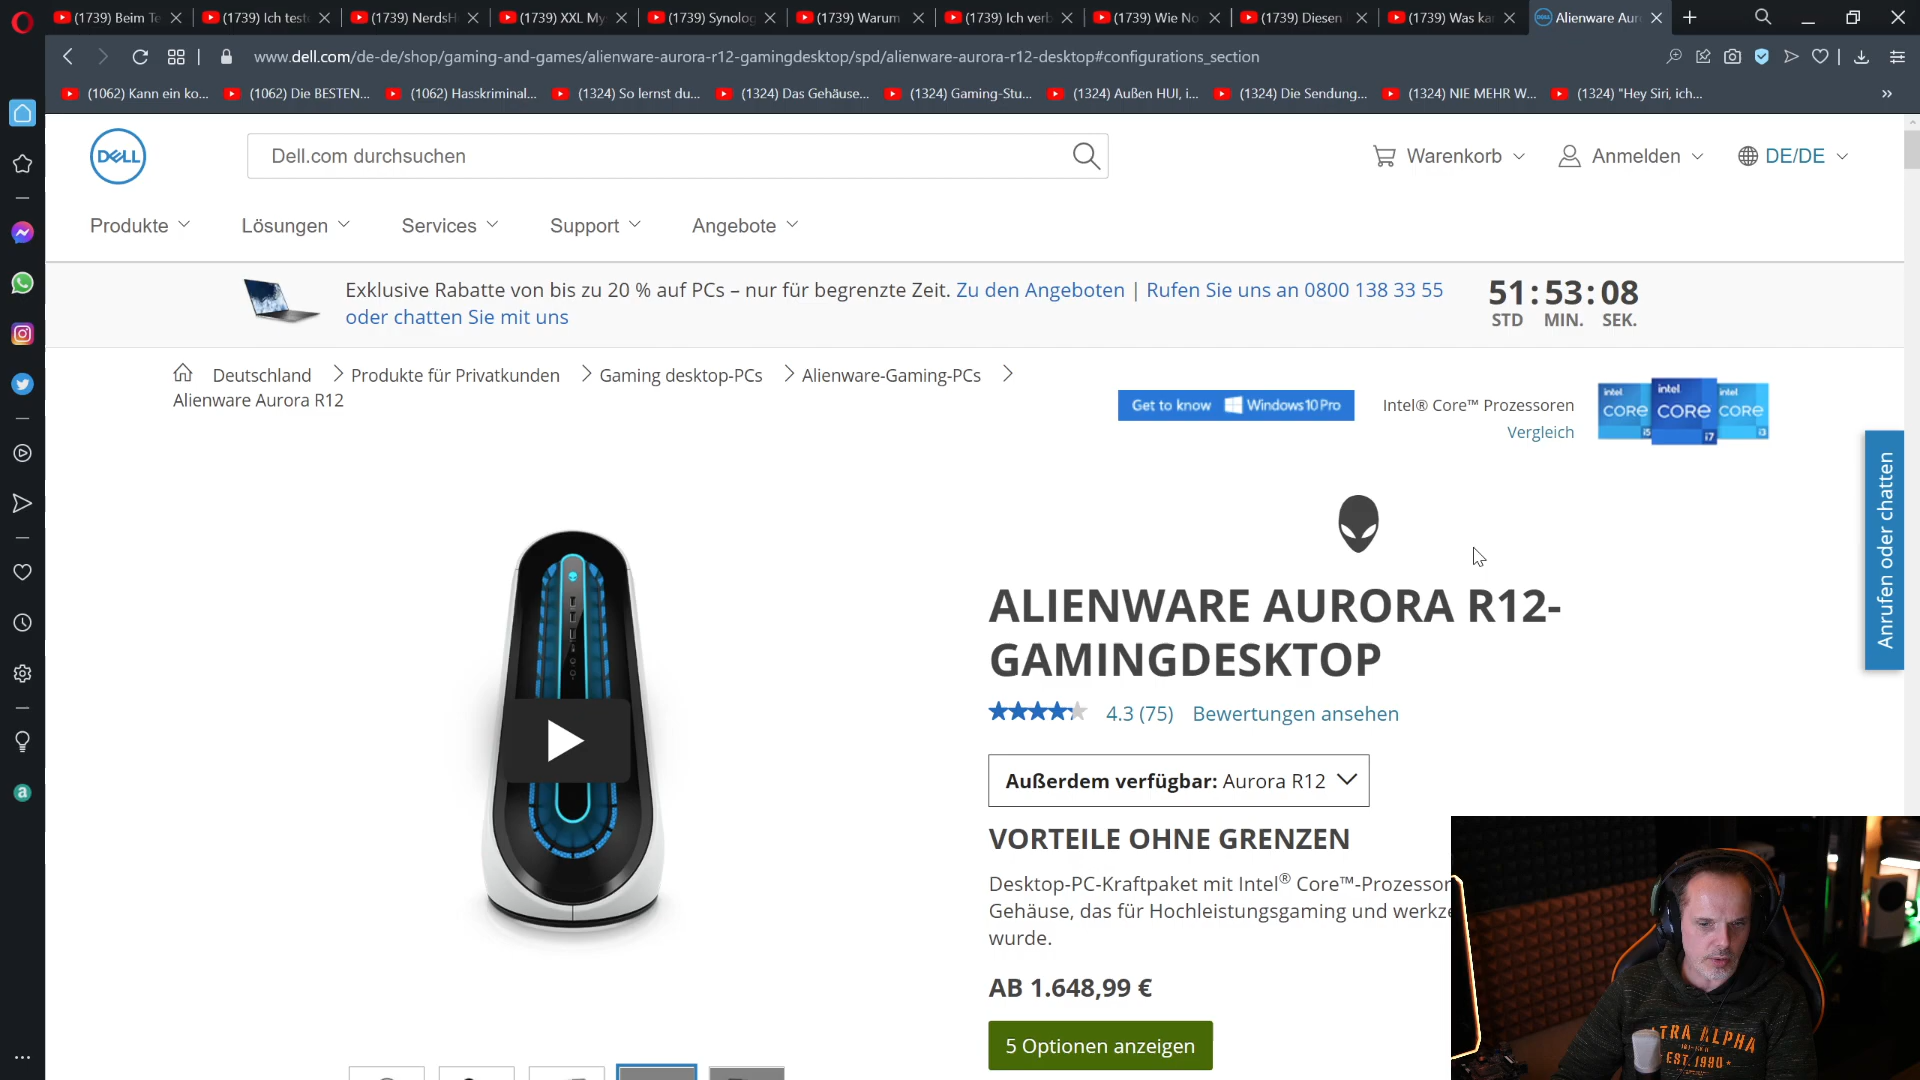 (1739) Beim Te
(1739) Ich test
(1739) NerdsH
(1739) XXL My
(1739) Synolog
(1739) Warum
(1739) Ich verb
(1739) Wie No
(1739) Diesen
(1739) Was ka
Alienware Aur
www.dell.com/de-de/shop/gaming-and-games/alienware-aurora-r12-gamingdesktop/spd/alienware-aurora-r12-desktop#configurations_section
(1062) Kann ein ko...
(1062) Die BESTEN...
(1062) Hasskriminal...
(1324) So lernst du...
(1324) Das Gehäuse...
(1324) Gaming-Stu...
(1324) Außen HUI, i...
(1324) Die Sendung...
(1324) NIE MEHR W...
(1324) "Hey Siri, ich...
DELL
Dell.com durchsuchen
Warenkorb
Anmelden
DE/DE
Produkte
Lösungen
Services
Support
Angebote
Exklusive Rabatte von bis zu 20 % auf PCs – nur für begrenzte Zeit. Zu den Angeboten | Rufen Sie uns an 0800 138 33 55
oder chatten Sie mit uns
51:53:08
STD MIN. SEK.
Deutschland > Produkte für Privatkunden > Gaming desktop-PCs > Alienware-Gaming-PCs >
Alienware Aurora R12
Get to know Windows 10 Pro
Intel® Core™ Prozessoren
Vergleich
intel CORE i5
intel CORE i7
intel CORE i3
Anrufen oder chatten
ALIENWARE AURORA R12-
GAMINGDESKTOP
4.3 (75) Bewertungen ansehen
Außerdem verfügbar: Aurora R12
VORTEILE OHNE GRENZEN
Desktop-PC-Kraftpaket mit Intel® Core™-Prozessor
Gehäuse, das für Hochleistungsgaming und werkze
wurde.
AB 1.648,99 €
5 Optionen anzeigen
TRA ALPHA
EST. 1990